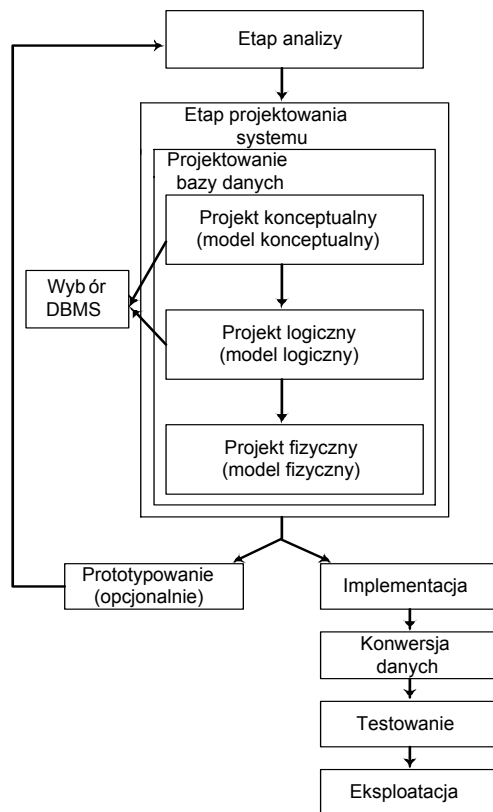 Etap analizy
Etap projektowania
systemu
Projektowanie
bazy danych
Projekt konceptualny
(model konceptualny)
Wyb ór
DBMS
Projekt logiczny
(model logiczny)
Projekt fizyczny
(model fizyczny)
Prototypowanie
(opcjonalnie)
Implementacja
Konwersja
danych
Testowanie
Eksploatacja